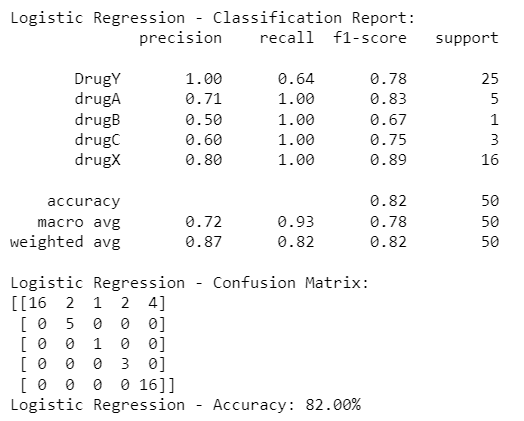 Logistic Regression - Classification Report:
              precision    recall  f1-score   support

       DrugY       1.00      0.64      0.78        25
       drugA       0.71      1.00      0.83         5
       drugB       0.50      1.00      0.67         1
       drugC       0.60      1.00      0.75         3
       drugX       0.80      1.00      0.89        16

    accuracy                           0.82        50
   macro avg       0.72      0.93      0.78        50
weighted avg       0.87      0.82      0.82        50

Logistic Regression - Confusion Matrix:
[[16  2  1  2  4]
 [ 0  5  0  0  0]
 [ 0  0  1  0  0]
 [ 0  0  0  3  0]
 [ 0  0  0  0 16]]
Logistic Regression - Accuracy: 82.00%